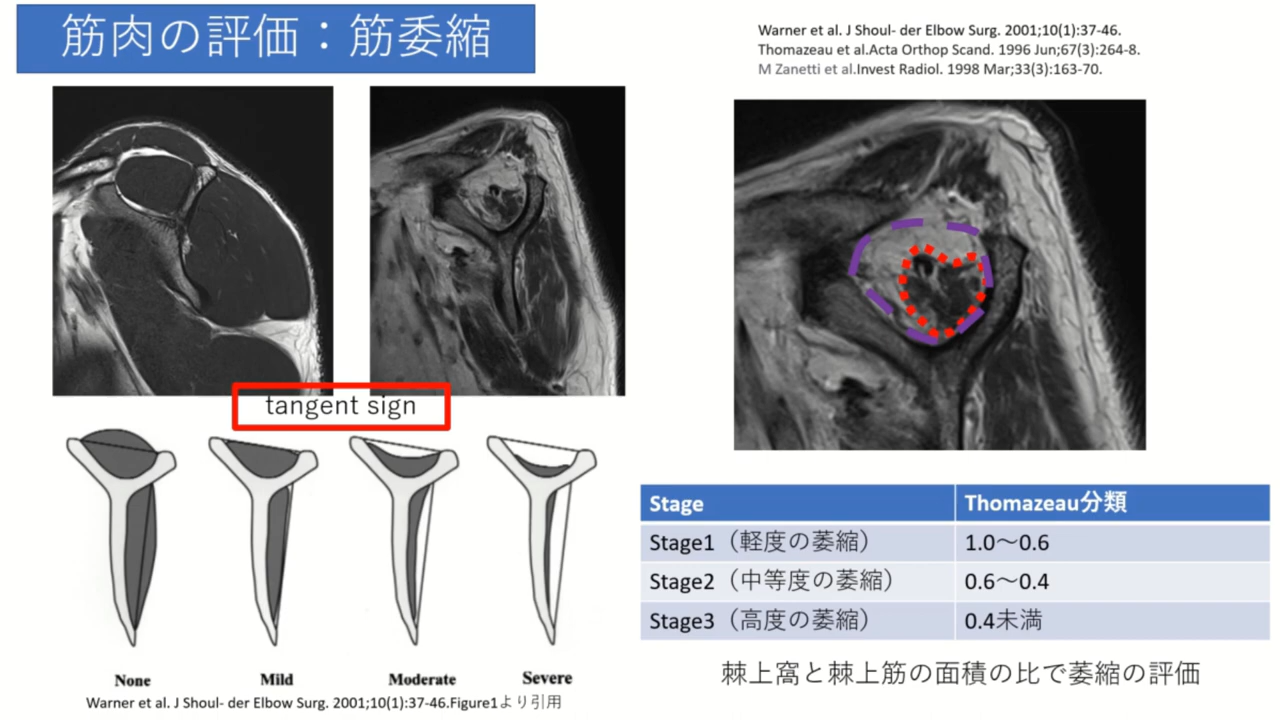 筋肉の評価：筋委縮
Warner et al. J Shoul- der Elbow Surg. 2001;10(1):37-46.
Thomazeau et al.Acta Orthop Scand. 1996 Jun;67(3):264-8.
M Zanetti et al.Invest Radiol. 1998 Mar;33(3):163-70.
tangent sign
None Mild Moderate Severe
Warner et al. J Shoul- der Elbow Surg. 2001;10(1):37-46.Figure1より引用
Stage Thomazeau分類
Stage1（軽度の萎縮） 1.0～0.6
Stage2（中等度の萎縮） 0.6～0.4
Stage3（高度の萎縮） 0.4未満
棘上窩と棘上筋の面積の比で萎縮の評価